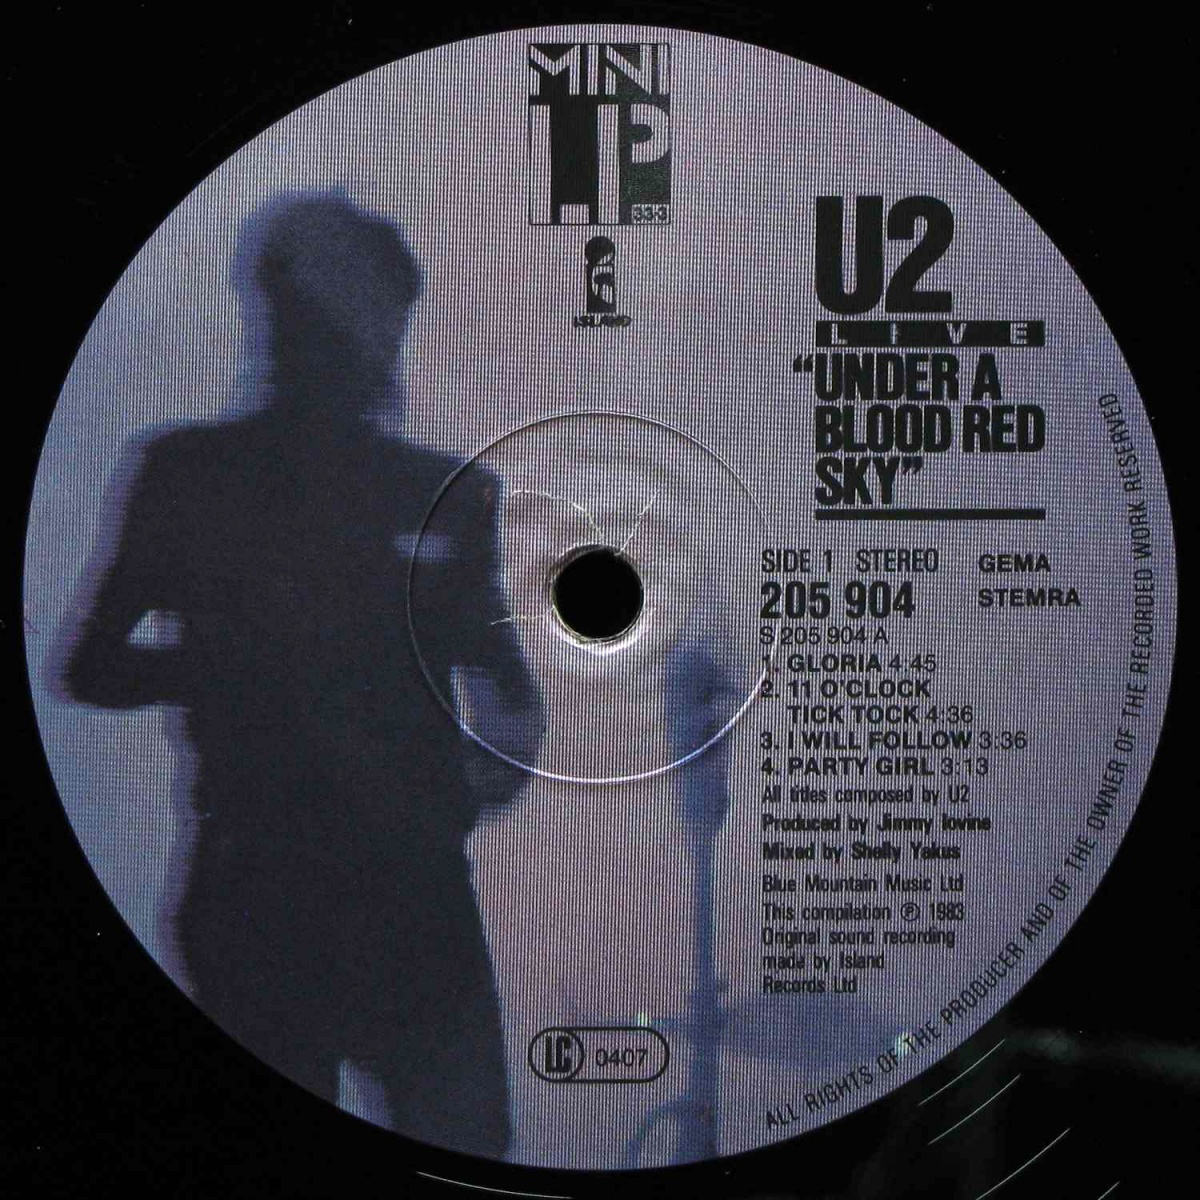 MINI
LP
33⅓
ISLAND
U2
LIVE
“UNDER A
BLOOD RED
SKY”
SIDE 1 STEREO GEMA
205 904 STEMRA
S 205 904 A
1. GLORIA 4:45
2. 11 O'CLOCK
TICK TOCK 4:36
3. I WILL FOLLOW 3:36
4. PARTY GIRL 3:13
All titles composed by U2
Produced by Jimmy Iovine
Mixed by Shelly Yakus
Blue Mountain Music Ltd
This compilation ℗ 1983
Original sound recording
made by Island
Records Ltd
LC 0407
ALL RIGHTS OF THE PRODUCER AND OF THE OWNER OF THE RECORDED WORK RESERVED